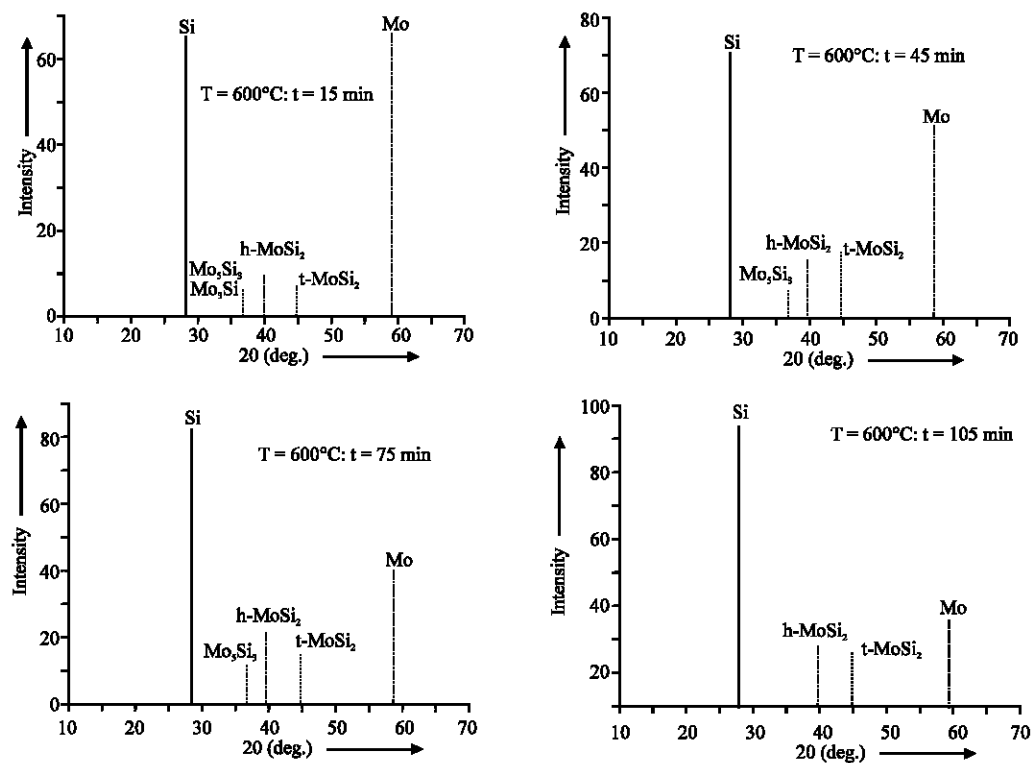 Si
Mo
60
T = 600°C: t = 15 min
40
Intensity
20
h-MoSi₂
Mo₅Si₃
t-MoSi₂
Mo₃Si
0
10 20 30 40 50 60 70
20 (deg.)
80
Si
T = 600°C: t = 45 min
60
Mo
40
Intensity
20
h-MoSi₂
t-MoSi₂
Mo₅Si₃
0
10 20 30 40 50 60 70
20 (deg.)
Si
80
T = 600°C: t = 75 min
60
Mo
Intensity
40
h-MoSi₂
20
t-MoSi₂
Mo₅Si₃
0
10 20 30 40 50 60 70
20 (deg.)
100
Si
T = 600°C: t = 105 min
80
60
Intensity
Mo
40
h-MoSi₂
t-MoSi₂
20
10 20 30 40 50 60 70
20 (deg.)